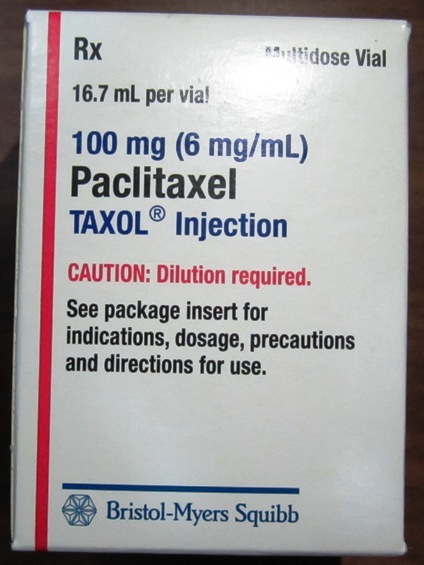 Rx Multidose Vial
16.7 mL per vial
100 mg (6 mg/mL)
Paclitaxel
TAXOL® Injection
CAUTION: Dilution required.
See package insert for
indications, dosage, precautions
and directions for use.
Bristol-Myers Squibb